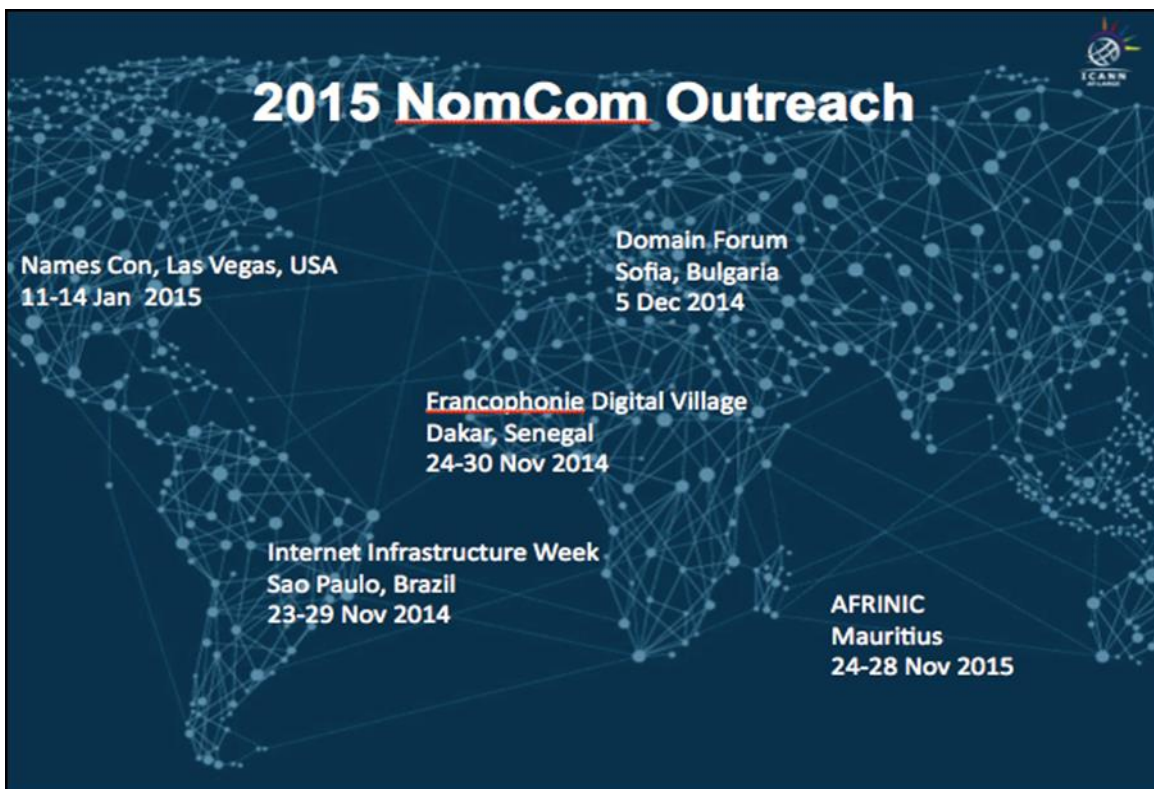 ICANN
AT-LARGE
2015 NomCom Outreach
Names Con, Las Vegas, USA
11-14 Jan  2015
Domain Forum
Sofia, Bulgaria
5 Dec 2014
Francophonie Digital Village
Dakar, Senegal
24-30 Nov 2014
Internet Infrastructure Week
Sao Paulo, Brazil
23-29 Nov 2014
AFRINIC
Mauritius
24-28 Nov 2015